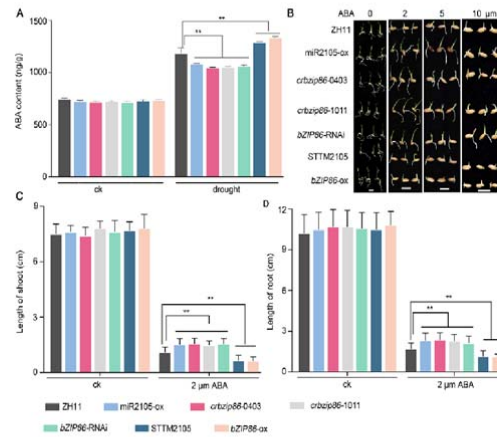 A
ABA content (ng/g)
1500
1000
500
0
**
**
ck
drought
B
ABA 0 2 5 10 μm
ZH11
miR2105-ox
crbzip86-0403
crbzip86-1011
bZIP86-RNAi
STTM2105
bZIP86-ox
C
Length of shoot (cm)
9
6
3
0
**
**
ck
2 μm ABA
D
Length of root (cm)
12
9
6
3
0
**
**
ck
2 μm ABA
ZH11 miR2105-ox crbzip86-0403 crbzip86-1011
bZIP86-RNAi STTM2105 bZIP86-ox